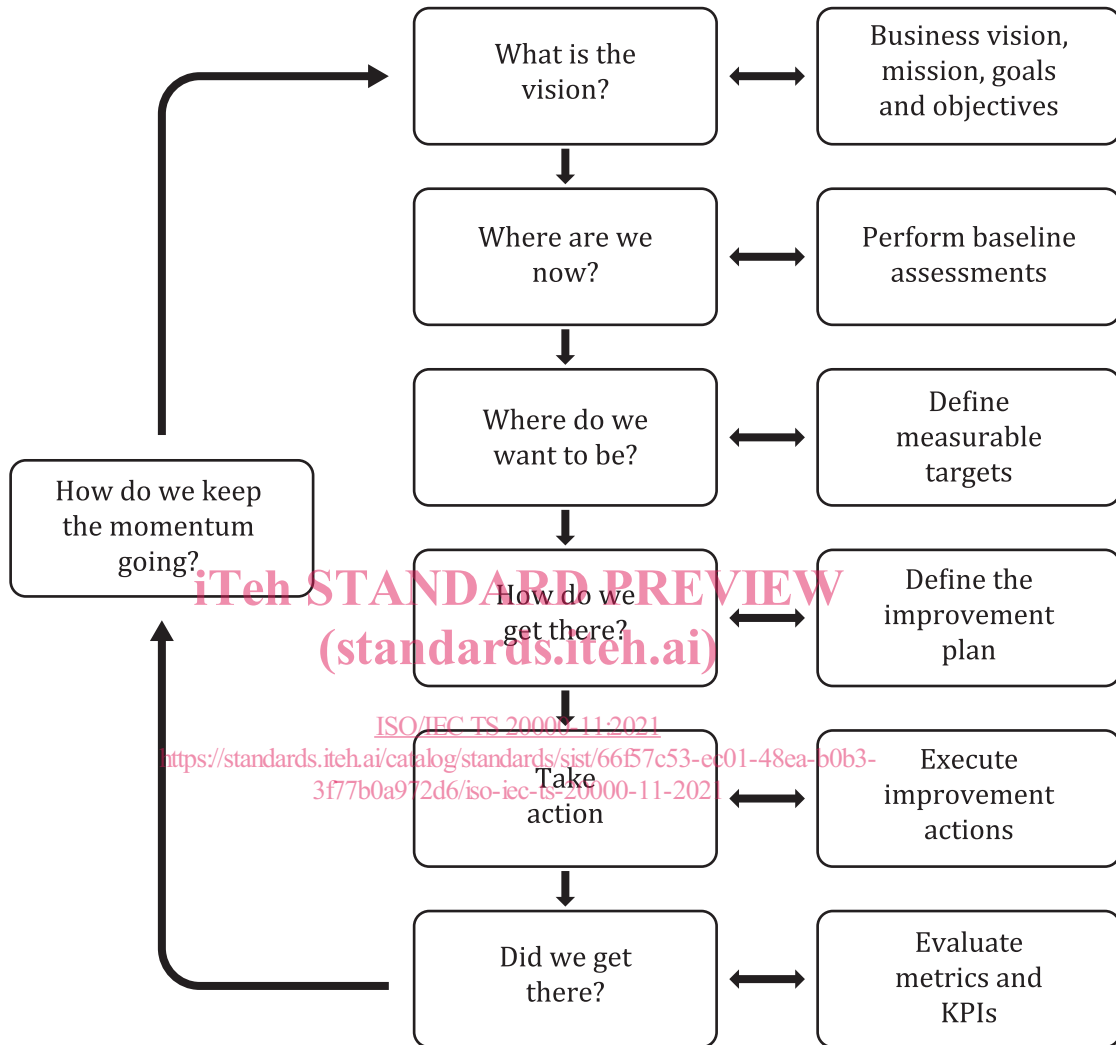 What is the
vision?
Business vision,
mission, goals
and objectives
Where are we
now?
Perform baseline
assessments
Where do we
want to be?
Define
measurable
targets
How do we keep
the momentum
going?
iTeh STANDARD PREVIEW
(standards.iteh.ai)
How do we
get there?
Define the
improvement
plan
ISO/IEC TS 20000-11:2021
https://standards.iteh.ai/catalog/standards/sist/66f57c53-ec01-48ea-b0b3-
3f77b0a972d6/iso-iec-ts-20000-11-2021
Take
action
Execute
improvement
actions
Did we get
there?
Evaluate
metrics and
KPIs